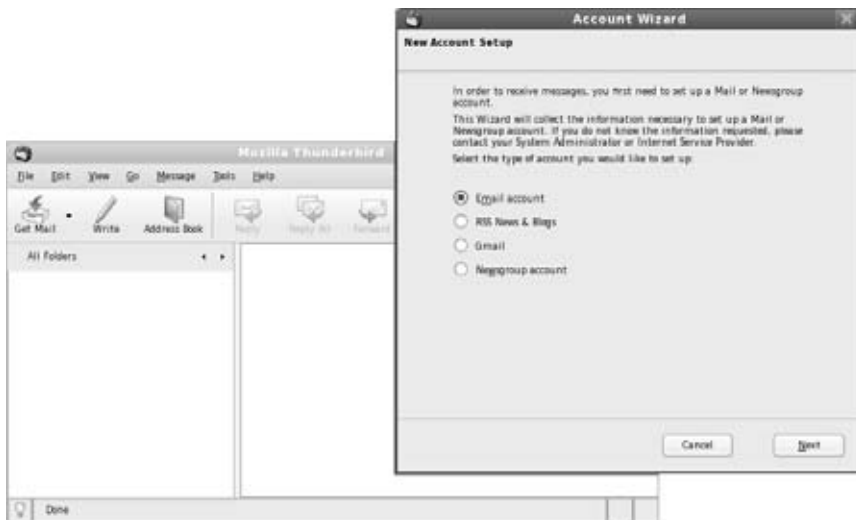 Account Wizard
New Account Setup
In order to receive messages, you first need to set up a Mail or Newsgroup
account.
This Wizard will collect the information necessary to set up a Mail or
Newsgroup account. If you do not know the information requested, please
contact your System Administrator or Internet Service Provider.
Select the type of account you would like to set up:
Email account
RSS News & Blogs
Gmail
Newsgroup account
Cancel
Next
Mozilla Thunderbird
File Edit View Go Message Tools Help
Get Mail Write Address Book Reply Reply All Forward
All Folders
Done